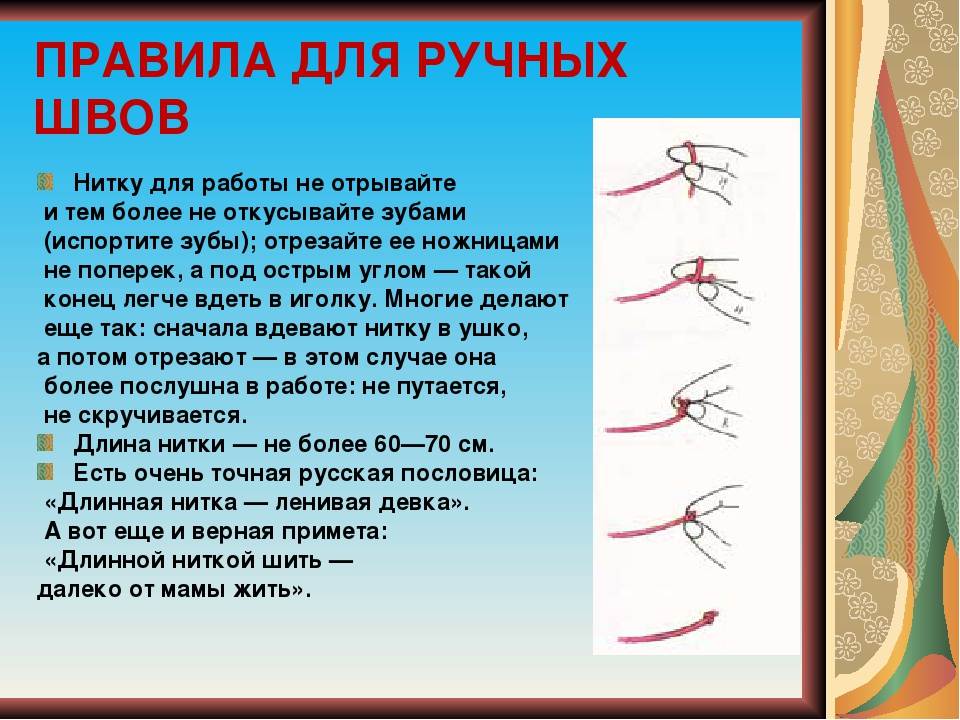 ПРАВИЛА ДЛЯ РУЧНЫХ
ШВОВ
Нитку для работы не отрывайте
и тем более не откусывайте зубами
(испортите зубы); отрезайте ее ножницами
не поперек, а под острым углом — такой
конец легче вдеть в иголку. Многие делают
еще так: сначала вдевают нитку в ушко,
а потом отрезают — в этом случае она
более послушна в работе: не путается,
не скручивается.
Длина нитки — не более 60—70 см.
Есть очень точная русская пословица:
«Длинная нитка — ленивая девка».
А вот еще и верная примета:
«Длинной ниткой шить —
далеко от мамы жить».